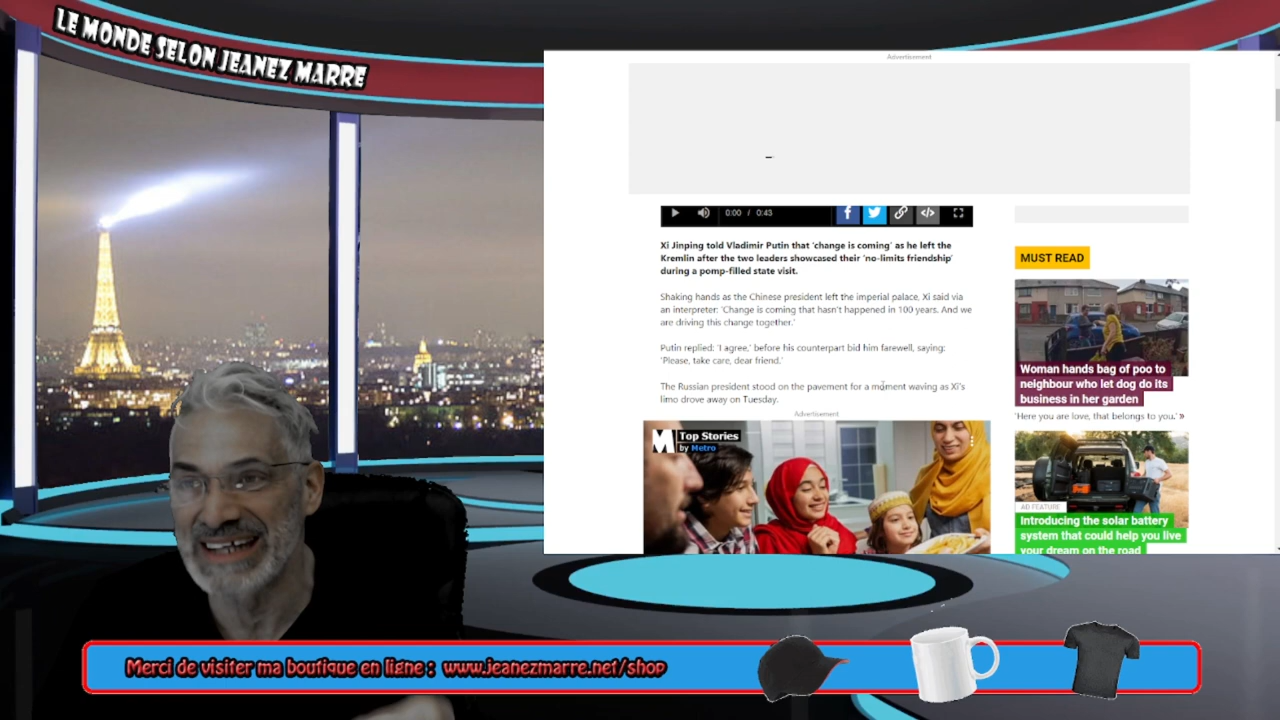 LE MONDE SELON JEANEZ MARRE
Advertisement
0:00 / 0:43
Xi Jinping told Vladimir Putin that 'change is coming' as he left the
Kremlin after the two leaders showcased their 'no-limits friendship'
during a pomp-filled state visit.
Shaking hands as the Chinese president left the imperial palace, Xi said via
an interpreter: 'Change is coming that hasn't happened in 100 years. And we
are driving this change together.'
Putin replied: 'I agree,' before his counterpart bid him farewell, saying:
'Please, take care, dear friend.'
The Russian president stood on the pavement for a moment waving as Xi's
limo drove away on Tuesday.
Advertisement
Top Stories
by Metro
MUST READ
Woman hands bag of poo to
neighbour who let dog do its
business in her garden
'Here you are love, that belongs to you.' »
AD FEATURE
Introducing the solar battery
system that could help you live
your dream on the road
Merci de visiter ma boutique en ligne : www.jeanezmarre.net/shop